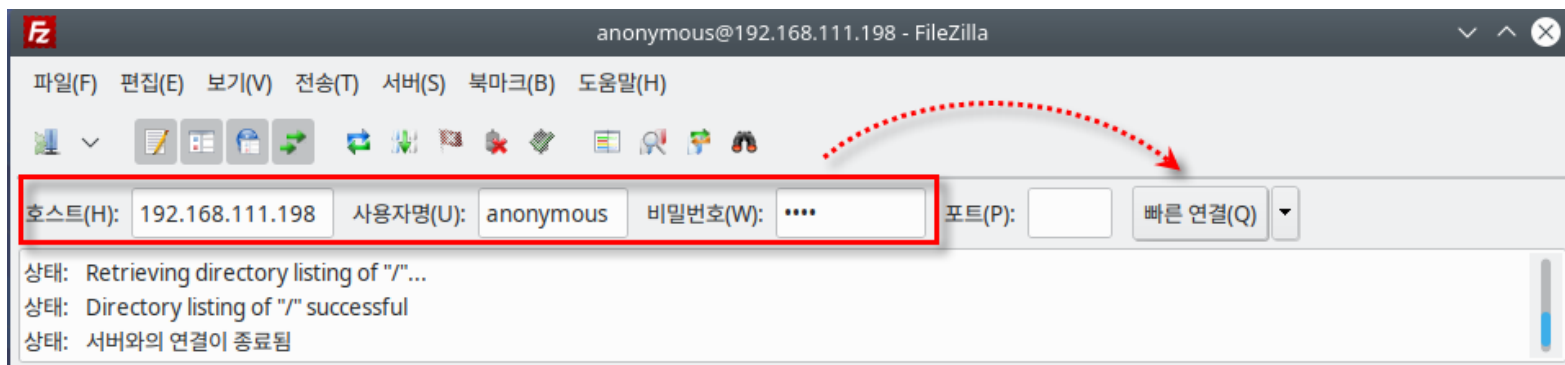 Fz
anonymous@192.168.111.198 - FileZilla
파일(F) 편집(E) 보기(V) 전송(T) 서버(S) 북마크(B) 도움말(H)
호스트(H): 192.168.111.198 사용자명(U): anonymous 비밀번호(W): •••• 포트(P): 빠른 연결(Q)
상태: Retrieving directory listing of "/"...
상태: Directory listing of "/" successful
상태: 서버와의 연결이 종료됨